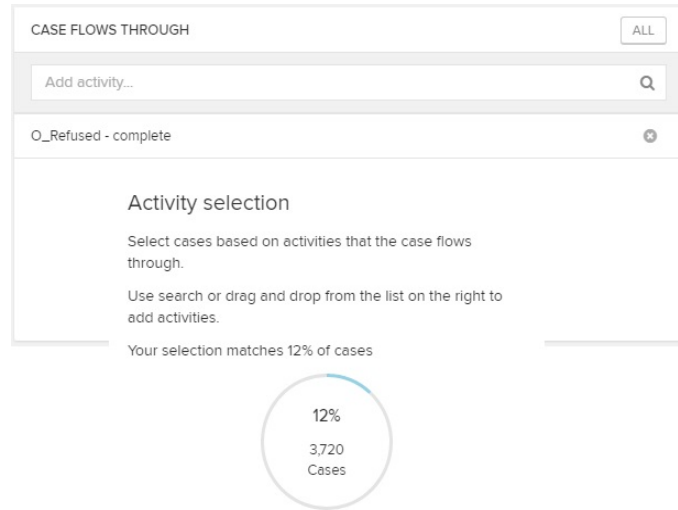 CASE FLOWS THROUGH
ALL
Add activity...
O_Refused - complete
Activity selection
Select cases based on activities that the case flows
through.
Use search or drag and drop from the list on the right to
add activities.
Your selection matches 12% of cases
12%
3,720
Cases